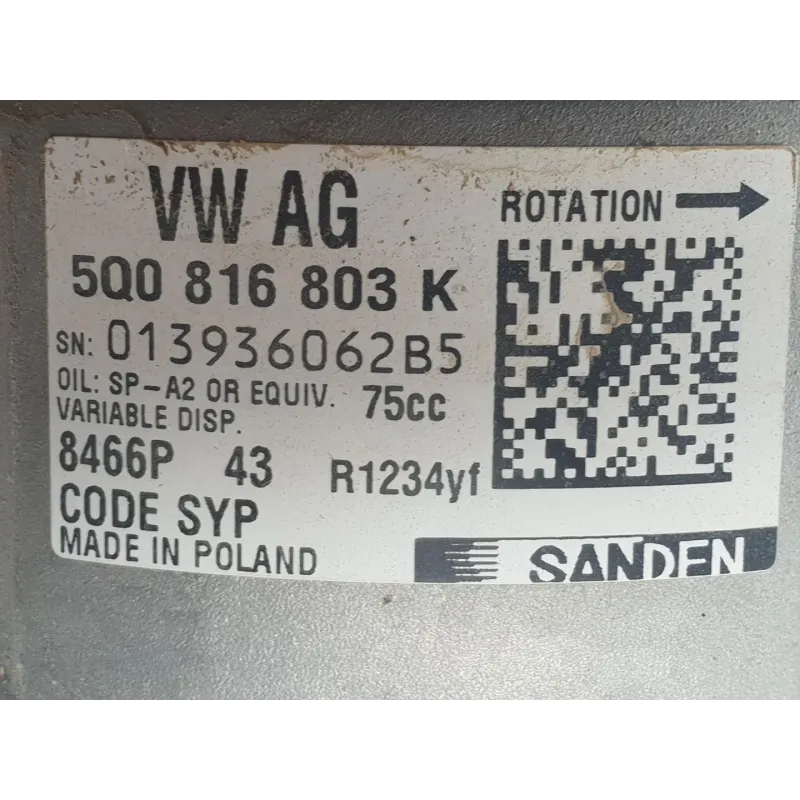 VW AG
ROTATION
5Q0 816 803 K
SN: 013936062B5
OIL: SP-A2 OR EQUIV. 75cc
VARIABLE DISP.
8466P 43 R1234yf
CODE SYP
MADE IN POLAND
SANDEN